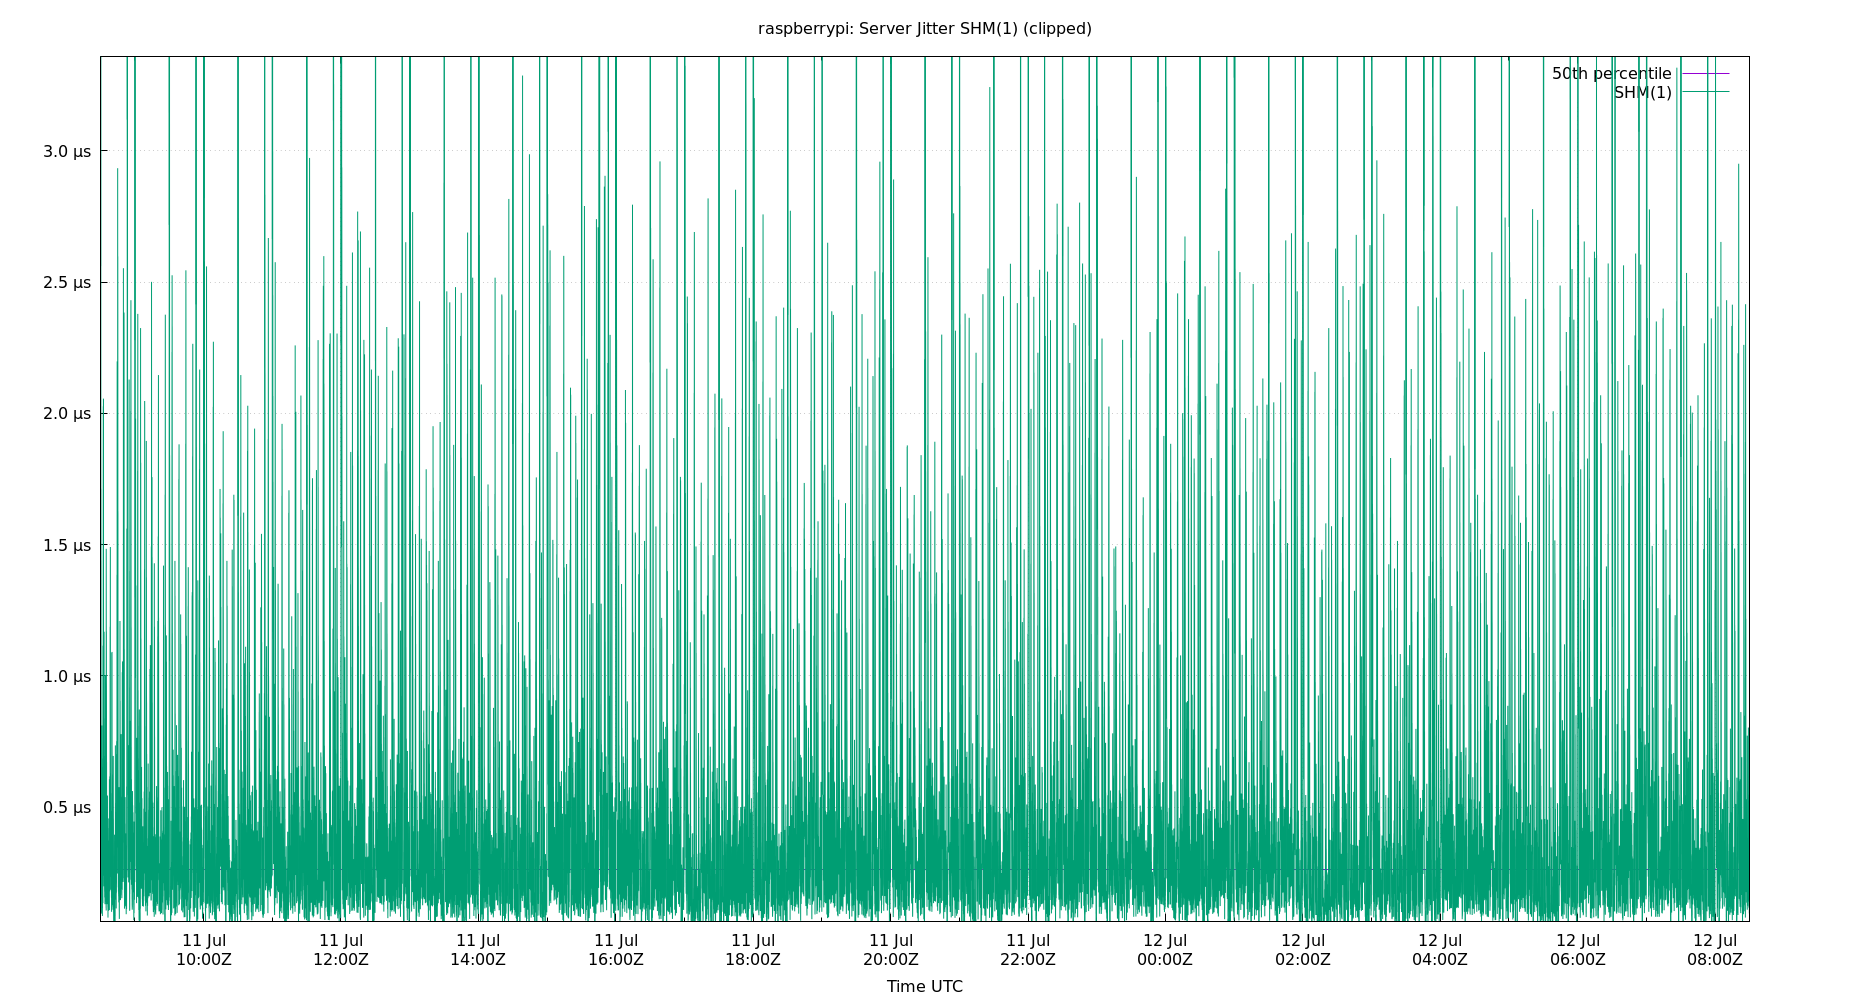 raspberrypi: Server Jitter SHM(1) (clipped)
50th percentile
SHM(1)
3.0 μs
2.5 μs
2.0 μs
1.5 μs
1.0 μs
0.5 μs
11 Jul 11 Jul 11 Jul 11 Jul 11 Jul 11 Jul 11 Jul 12 Jul 12 Jul 12 Jul 12 Jul 12 Jul
10:00Z 12:00Z 14:00Z 16:00Z 18:00Z 20:00Z 22:00Z 00:00Z 02:00Z 04:00Z 06:00Z 08:00Z
Time UTC